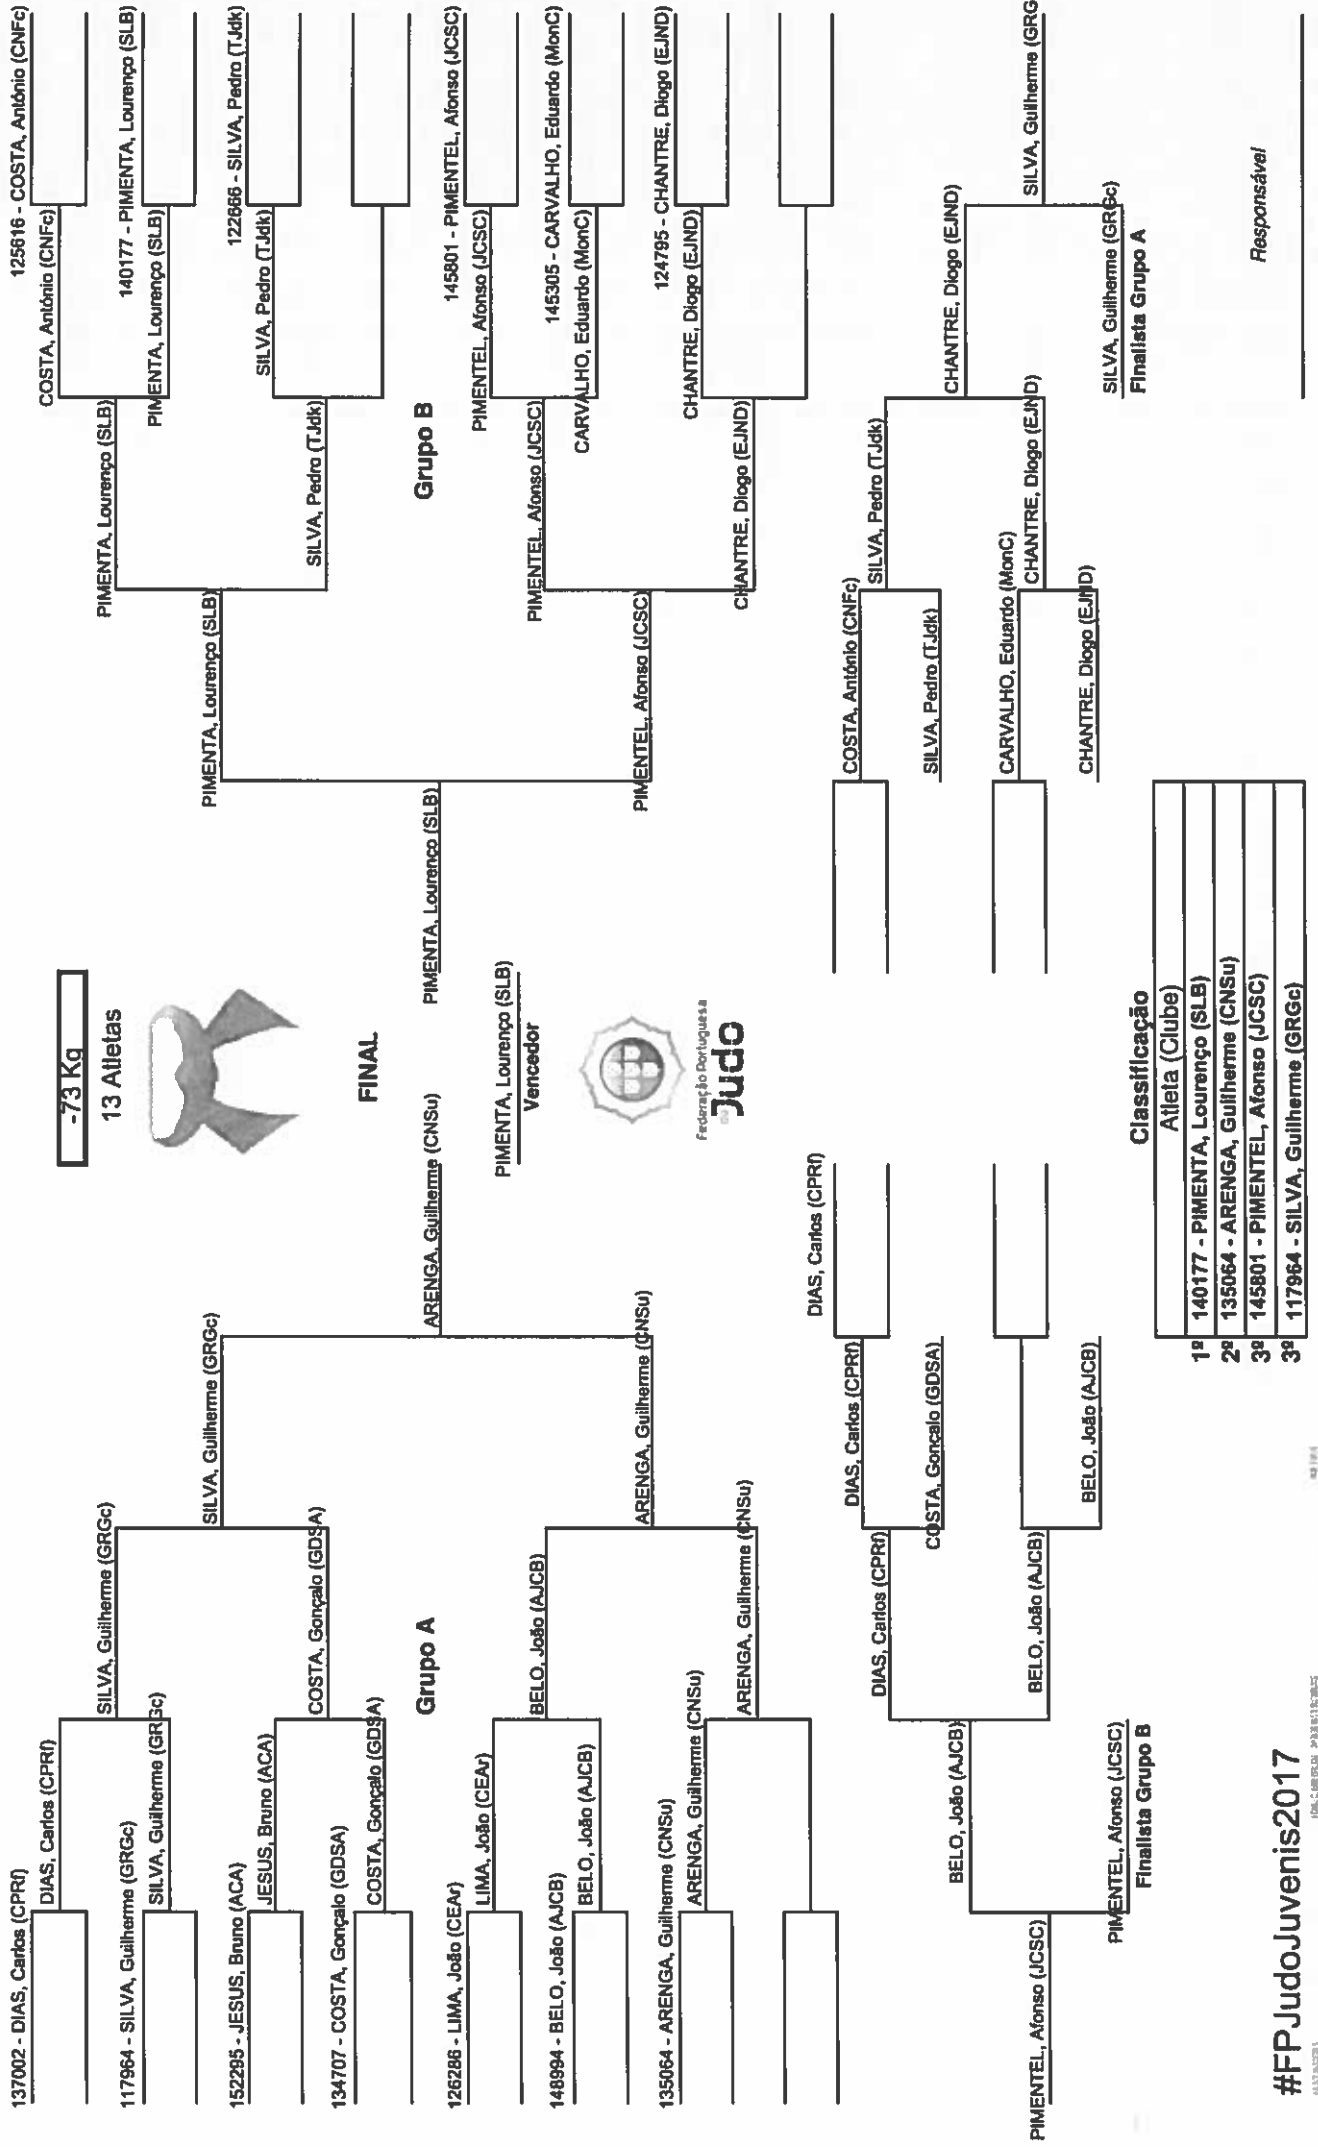 -73 Kg
13 Atletas
137002 - DIAS, Carlos (CPRf)
DIAS, Carlos (CPRf)
117964 - SILVA, Guilherme (GRGc)
SILVA, Guilherme (GRGc)
SILVA, Guilherme (GRGc)
152295 - JESUS, Bruno (ACA)
JESUS, Bruno (ACA)
134707 - COSTA, Gonçalo (GDSA)
COSTA, Gonçalo (GDSA)
COSTA, Gonçalo (GDSA)
SILVA, Guilherme (GRGc)
Grupo A
126286 - LIMA, João (CEAr)
LIMA, João (CEAr)
148994 - BELO, João (AJCB)
BELO, João (AJCB)
BELO, João (AJCB)
135064 - ARENGA, Guilherme (CNSu)
ARENGA, Guilherme (CNSu)
ARENGA, Guilherme (CNSu)
ARENGA, Guilherme (CNSu)
ARENGA, Guilherme (CNSu)
FINAL
PIMENTA, Lourenço (SLB)
PIMENTA, Lourenço (SLB)
Vencedor
Federação Portuguesa
Judo
125616 - COSTA, António (CNFc)
COSTA, António (CNFc)
140177 - PIMENTA, Lourenço (SLB)
PIMENTA, Lourenço (SLB)
PIMENTA, Lourenço (SLB)
122666 - SILVA, Pedro (TJdk)
SILVA, Pedro (TJdk)
SILVA, Pedro (TJdk)
PIMENTA, Lourenço (SLB)
Grupo B
145801 - PIMENTEL, Afonso (JCSC)
PIMENTEL, Afonso (JCSC)
145305 - CARVALHO, Eduardo (MonC)
CARVALHO, Eduardo (MonC)
PIMENTEL, Afonso (JCSC)
124795 - CHANTRE, Diogo (EJND)
CHANTRE, Diogo (EJND)
CHANTRE, Diogo (EJND)
PIMENTEL, Afonso (JCSC)
DIAS, Carlos (CPRf)
DIAS, Carlos (CPRf)
COSTA, Gonçalo (GDSA)
DIAS, Carlos (CPRf)
BELO, João (AJCB)
BELO, João (AJCB)
BELO, João (AJCB)
PIMENTEL, Afonso (JCSC)
Finalista Grupo B
PIMENTEL, Afonso (JCSC)
COSTA, António (CNFc)
SILVA, Pedro (TJdk)
SILVA, Pedro (TJdk)
CARVALHO, Eduardo (MonC)
CHANTRE, Diogo (EJND)
CHANTRE, Diogo (EJND)
CHANTRE, Diogo (EJND)
SILVA, Guilherme (GRGc)
Finalista Grupo A
SILVA, Guilherme (GRG
Classificação
Atleta (Clube)
1º 140177 - PIMENTA, Lourenço (SLB)
2º 135064 - ARENGA, Guilherme (CNSu)
3º 145801 - PIMENTEL, Afonso (JCSC)
3º 117964 - SILVA, Guilherme (GRGc)
Responsável
#FPJudoJuvenis2017